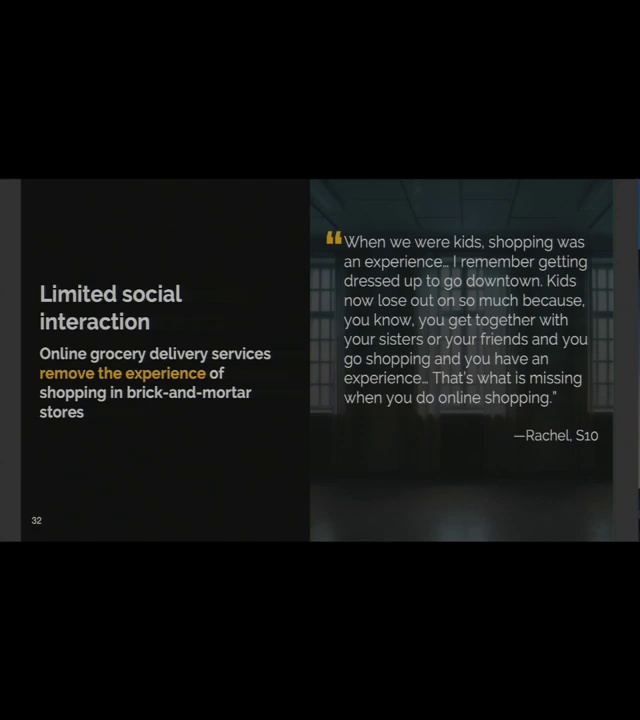 Limited social
interaction
Online grocery delivery services
remove the experience of
shopping in brick-and-mortar
stores
32
“When we were kids, shopping was
an experience… I remember getting
dressed up to go downtown. Kids
now lose out on so much because,
you know, you get together with
your sisters or your friends and you
go shopping and you have an
experience… That's what is missing
when you do online shopping.”
—Rachel, S10